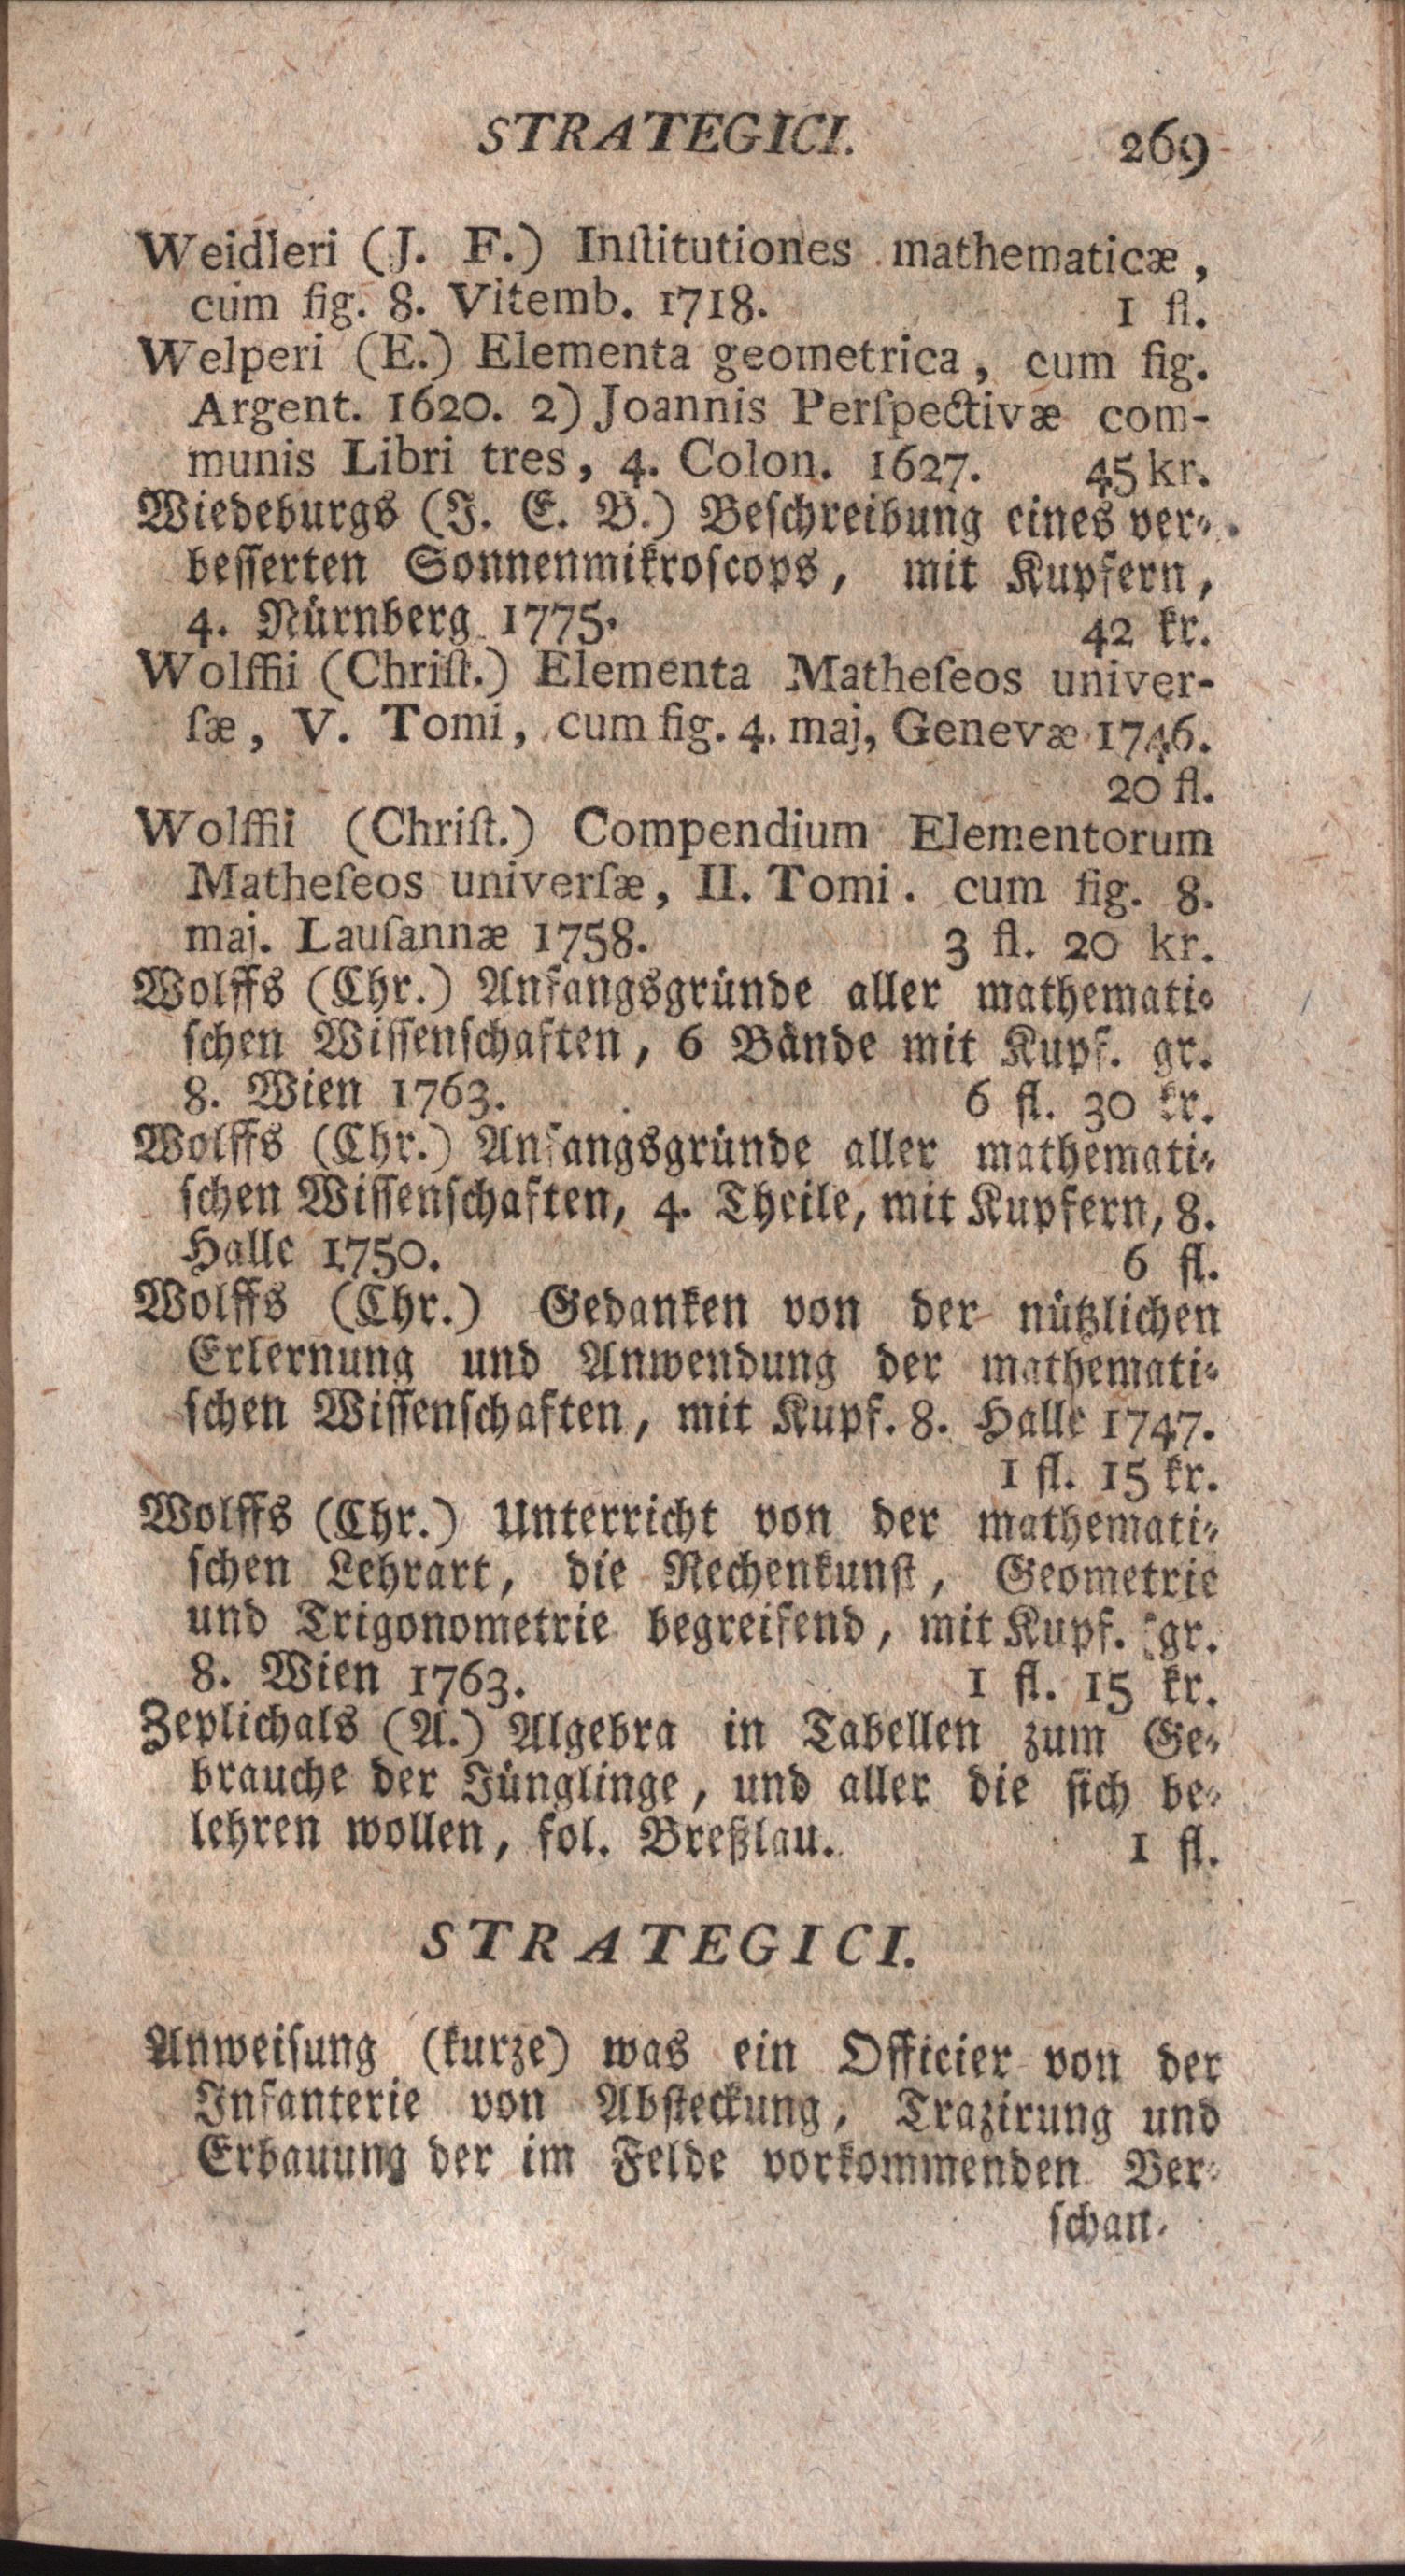 STRATEGICI. 269
Weidleri (J. F.) Inſtitutiones mathematicæ,
cum fig. 8. Vitemb. 1718. 1 fl.
Welperi (E.) Elementa geometrica, cum fig.
Argent. 1620. 2) Joannis Perſpectivæ com-
munis Libri tres, 4. Colon. 1627. 45 kr.
Wiedeburgs (J. E. B.) Beſchreibung eines ver-
beſſerten Sonnenmikroſcops, mit Kupfern,
4. Nürnberg 1775. 42 kr.
Wolffii (Chriſt.) Elementa Matheſeos univer-
ſæ, V. Tomi, cum fig. 4. maj, Genevæ 1746.
20 fl.
Wolffii (Chriſt.) Compendium Elementorum
Matheſeos univerſæ, II. Tomi. cum fig. 8.
maj. Lauſannæ 1758. 3 fl. 20 kr.
Wolffs (Chr.) Anfangsgründe aller mathemati-
ſchen Wiſſenſchaften, 6 Bände mit Kupf. gr.
8. Wien 1763. 6 fl. 30 kr.
Wolffs (Chr.) Anfangsgründe aller mathemati-
ſchen Wiſſenſchaften, 4. Theile, mit Kupfern, 8.
Halle 1750. 6 fl.
Wolffs (Chr.) Gedanken von der nützlichen
Erlernung und Anwendung der mathemati-
ſchen Wiſſenſchaften, mit Kupf. 8. Halle 1747.
1 fl. 15 kr.
Wolffs (Chr.) Unterricht von der mathemati-
ſchen Lehrart, die Rechenkunſt, Geometrie
und Trigonometrie begreifend, mit Kupf. gr.
8. Wien 1763. 1 fl. 15 kr.
Zeplichals (A.) Algebra in Tabellen zum Ge-
brauche der Jünglinge, und aller die ſich be-
lehren wollen, fol. Breßlau. 1 fl.
STRATEGICI.
Anweiſung (kurze) was ein Officier von der
Infanterie von Abſteckung, Trazirung und
Erbauung der im Felde vorkommenden Ver-
ſchan-